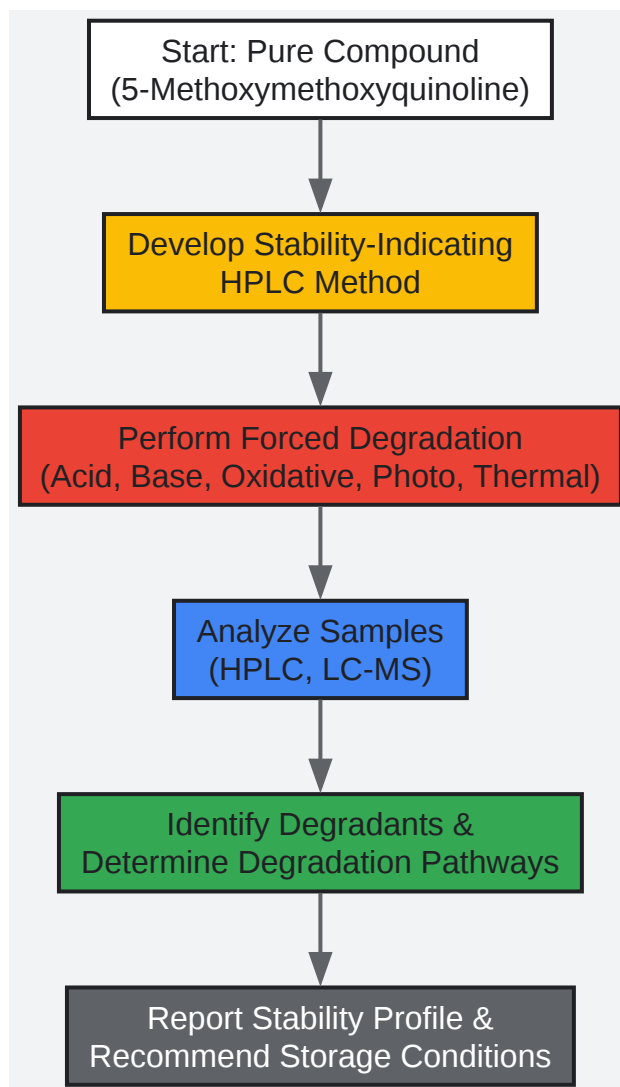 Start: Pure Compound
(5-Methoxymethoxyquinoline)
Develop Stability-Indicating
HPLC Method
Perform Forced Degradation
(Acid, Base, Oxidative, Photo, Thermal)
Analyze Samples
(HPLC, LC-MS)
Identify Degradants &
Determine Degradation Pathways
Report Stability Profile &
Recommend Storage Conditions